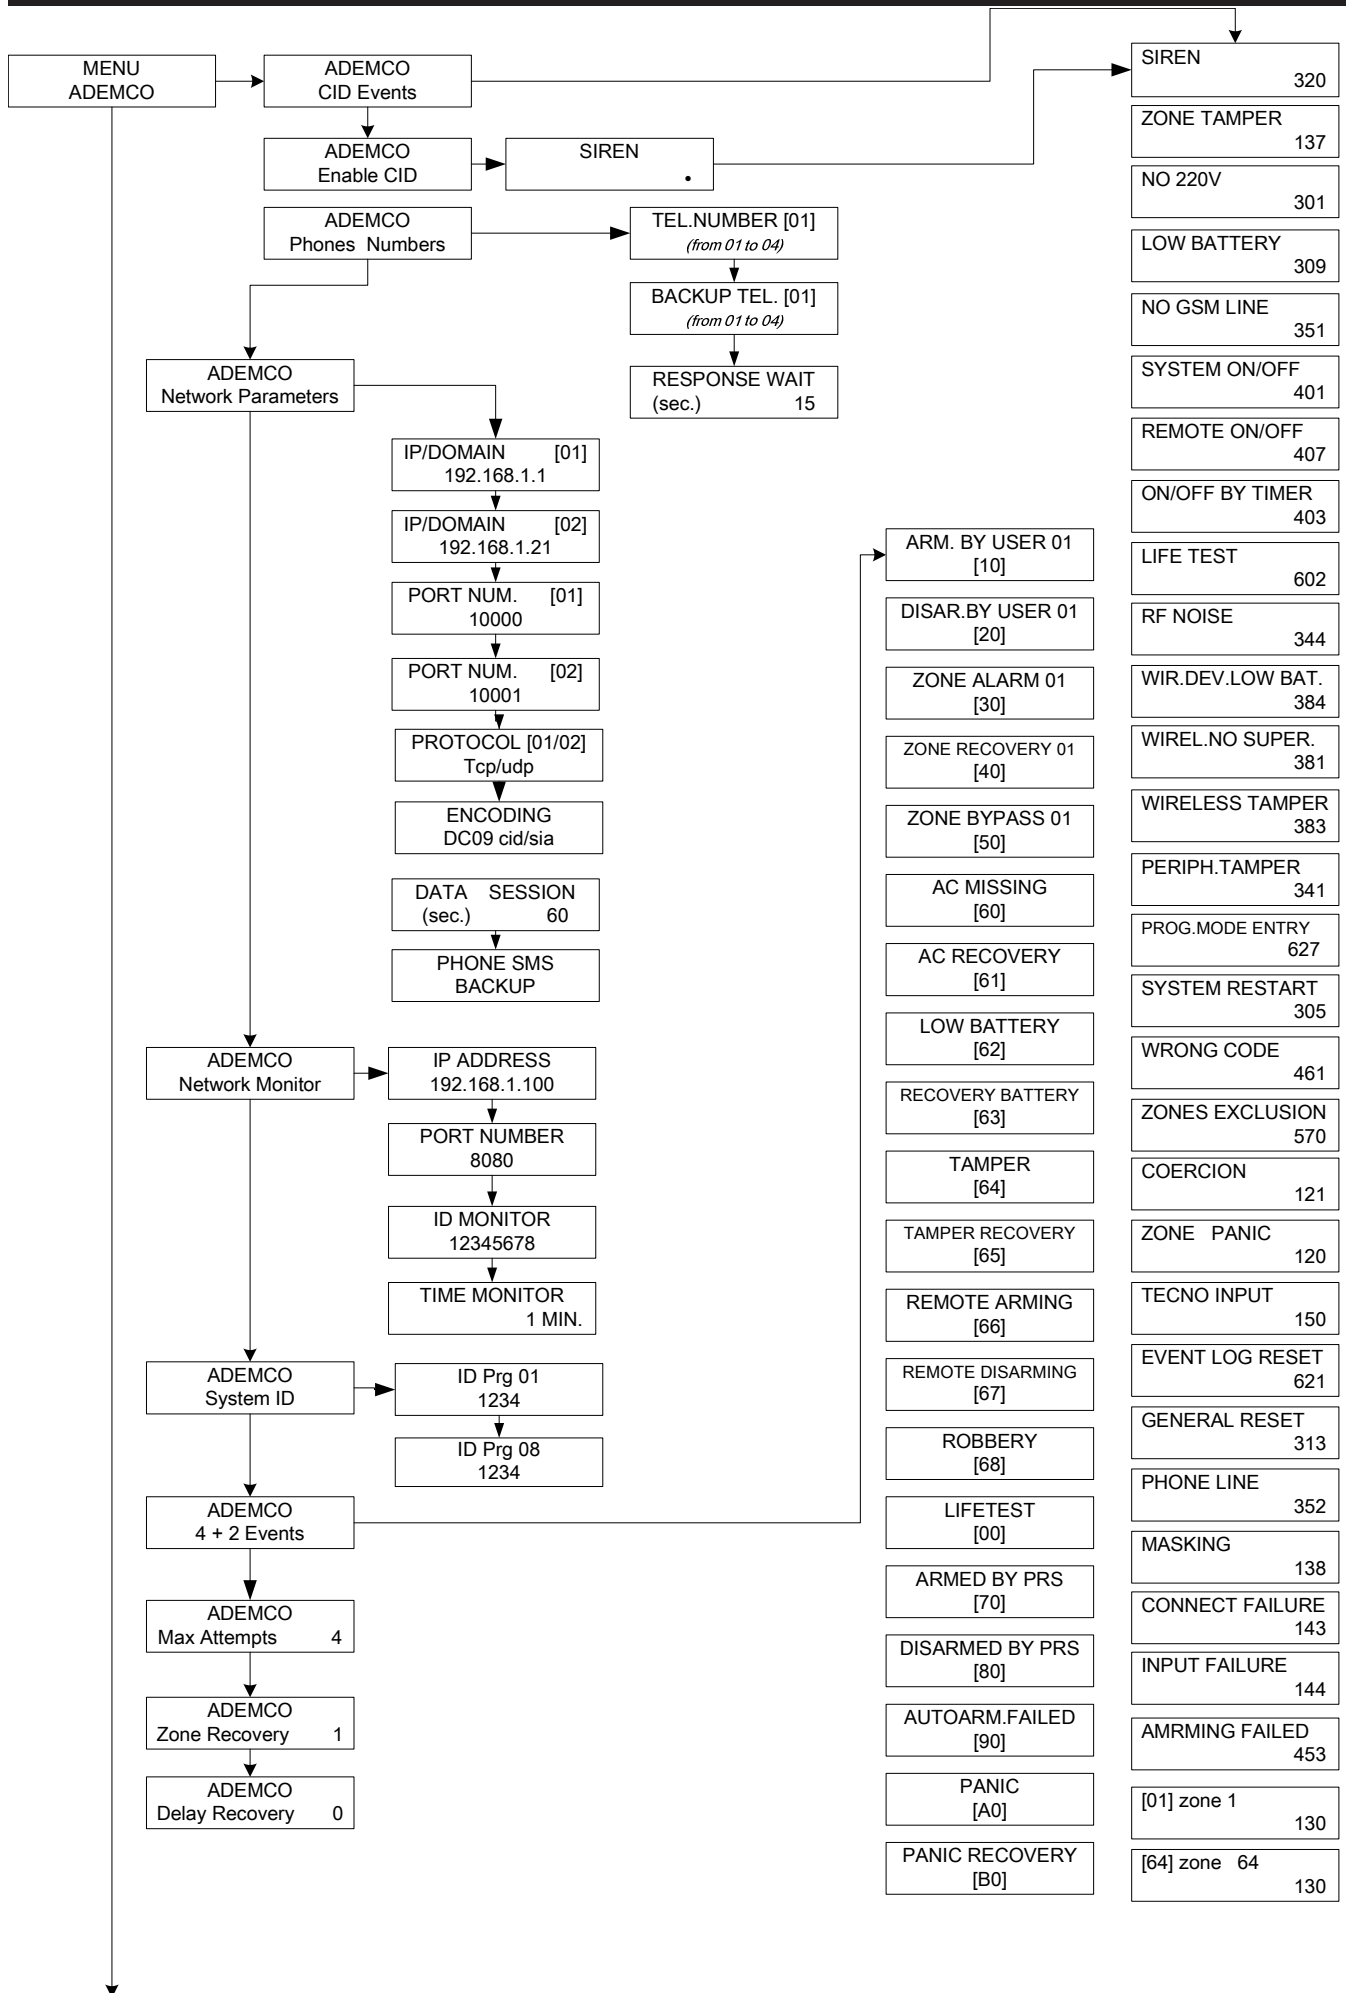 MENU
ADEMCO
ADEMCO
CID Events
ADEMCO
Enable CID
SIREN
.
ADEMCO
Phones Numbers
TEL.NUMBER [01]
(from 01 to 04)
BACKUP TEL. [01]
(from 01 to 04)
RESPONSE WAIT
(sec.) 15
ADEMCO
Network Parameters
IP/DOMAIN [01]
192.168.1.1
IP/DOMAIN [02]
192.168.1.21
PORT NUM. [01]
10000
PORT NUM. [02]
10001
PROTOCOL [01/02]
Tcp/udp
ENCODING
DC09 cid/sia
DATA SESSION
(sec.) 60
PHONE SMS
BACKUP
ADEMCO
Network Monitor
IP ADDRESS
192.168.1.100
PORT NUMBER
8080
ID MONITOR
12345678
TIME MONITOR
1 MIN.
ADEMCO
System ID
ID Prg 01
1234
ID Prg 08
1234
ADEMCO
4 + 2 Events
ADEMCO
Max Attempts 4
ADEMCO
Zone Recovery 1
ADEMCO
Delay Recovery 0
ARM. BY USER 01
[10]
DISAR.BY USER 01
[20]
ZONE ALARM 01
[30]
ZONE RECOVERY 01
[40]
ZONE BYPASS 01
[50]
AC MISSING
[60]
AC RECOVERY
[61]
LOW BATTERY
[62]
RECOVERY BATTERY
[63]
TAMPER
[64]
TAMPER RECOVERY
[65]
REMOTE ARMING
[66]
REMOTE DISARMING
[67]
ROBBERY
[68]
LIFETEST
[00]
ARMED BY PRS
[70]
DISARMED BY PRS
[80]
AUTOARM.FAILED
[90]
PANIC
[A0]
PANIC RECOVERY
[B0]
SIREN
320
ZONE TAMPER
137
NO 220V
301
LOW BATTERY
309
NO GSM LINE
351
SYSTEM ON/OFF
401
REMOTE ON/OFF
407
ON/OFF BY TIMER
403
LIFE TEST
602
RF NOISE
344
WIR.DEV.LOW BAT.
384
WIREL.NO SUPER.
381
WIRELESS TAMPER
383
PERIPH.TAMPER
341
PROG.MODE ENTRY
627
SYSTEM RESTART
305
WRONG CODE
461
ZONES EXCLUSION
570
COERCION
121
ZONE PANIC
120
TECNO INPUT
150
EVENT LOG RESET
621
GENERAL RESET
313
PHONE LINE
352
MASKING
138
CONNECT FAILURE
143
INPUT FAILURE
144
AMRMING FAILED
453
[01] zone 1
130
[64] zone 64
130